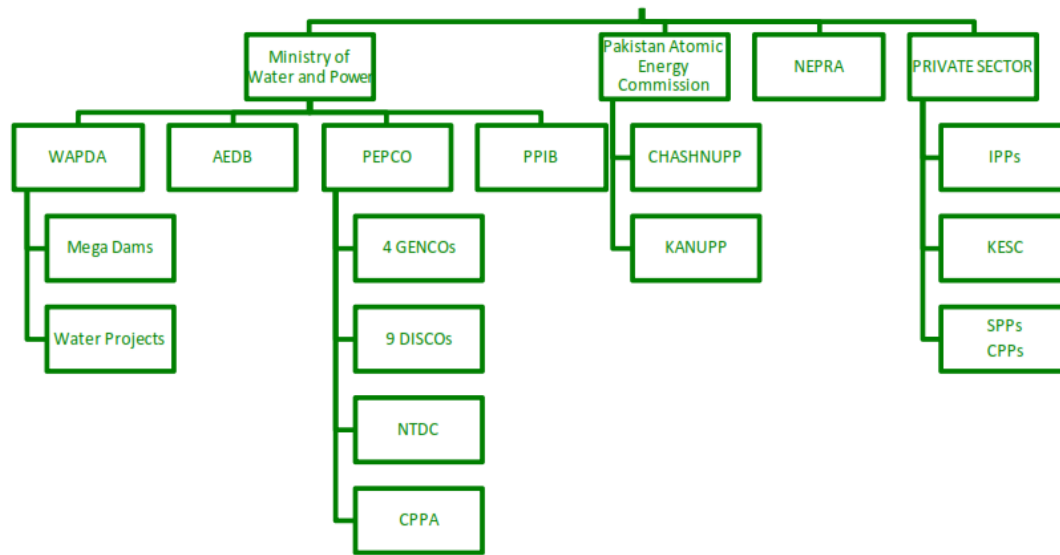 Ministry of
Water and Power
Pakistan Atomic
Energy
Commission
NEPRA
PRIVATE SECTOR
WAPDA
AEDB
PEPCO
PPIB
CHASHNUPP
IPPs
Mega Dams
4 GENCOs
KANUPP
KESC
Water Projects
9 DISCOs
SPPs
CPPs
NTDC
CPPA